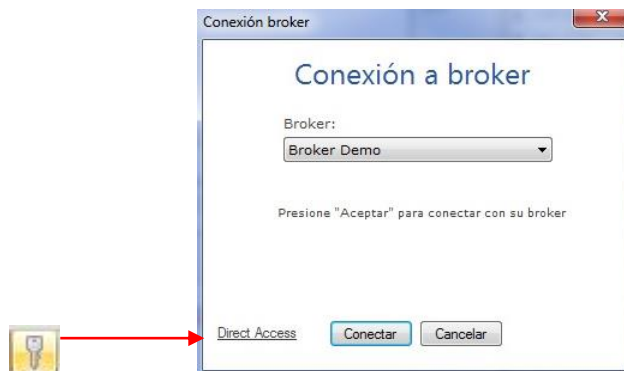 Conexión broker
Conexión a broker
Broker:
Broker Demo
Presione "Aceptar" para conectar con su broker
Direct Access
Conectar
Cancelar